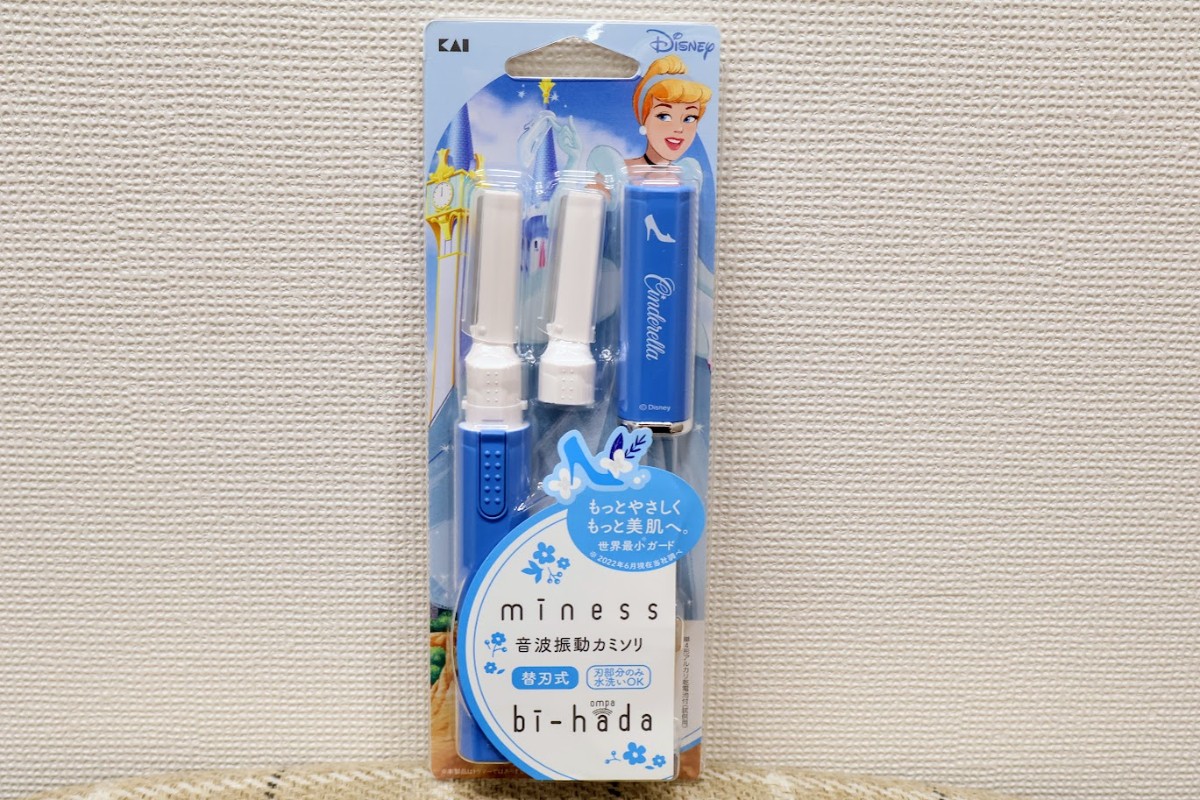 KAI
Disney
Cinderella
© Disney
もっとやさしく
もっと美肌へ。
世界最小ガード
※2022年6月現在当社調べ
mīness
音波振動カミソリ
替刃式
刃部分のみ
水洗いOK
ompa
bī-hada